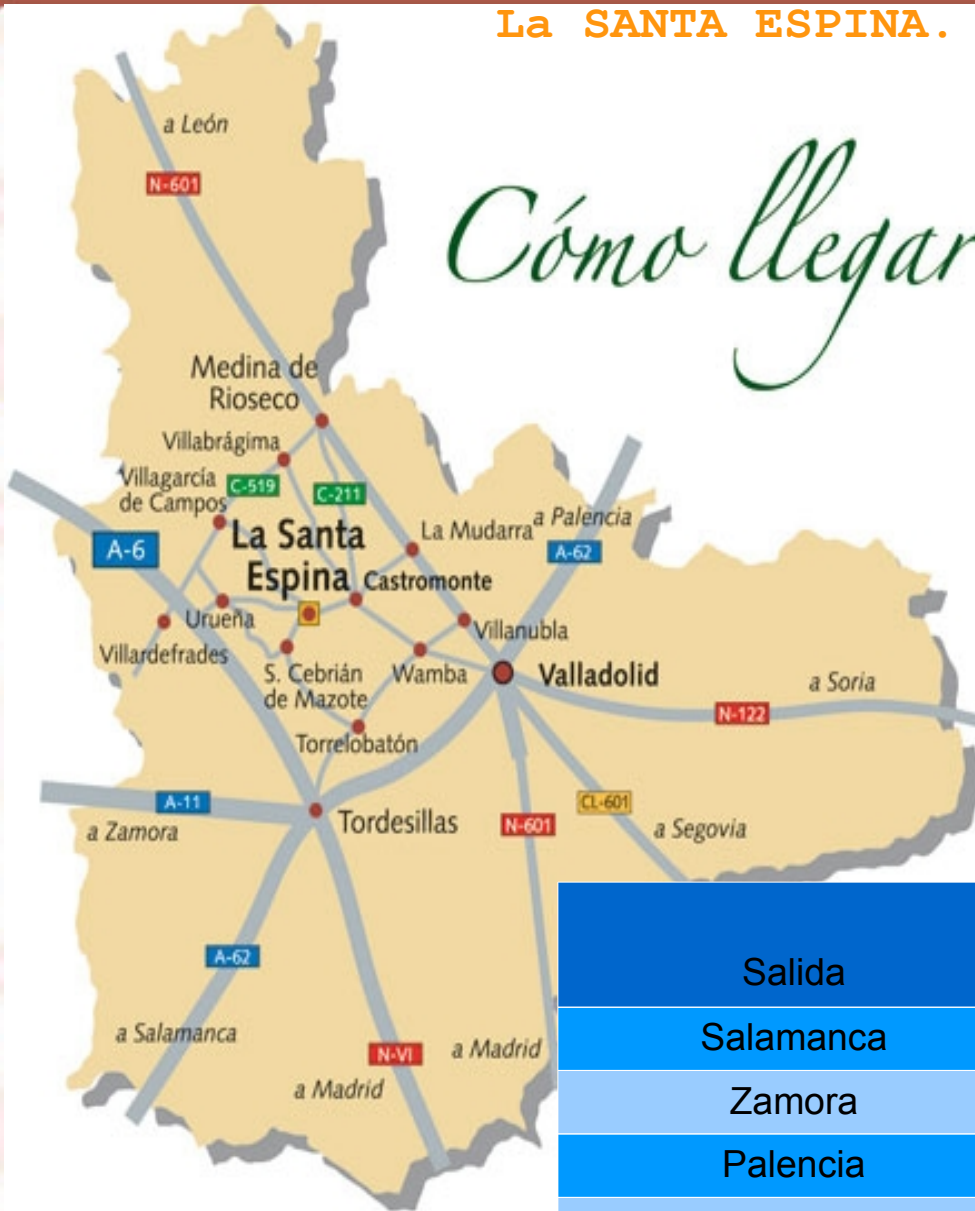 La SANTA ESPINA.
Cómo llegar
a León
N-601
Medina de
Rioseco
Villabrágima
Villagarcía
de Campos
C-519
C-211
La Santa
Espina
Castromonte
La Mudarra
a Palencia
A-62
A-6
Urueña
Villardefrades
S. Cebrián
de Mazote
Wamba
Villanubla
Valladolid
a Soria
N-122
Torrelobatón
A-11
a Zamora
Tordesillas
N-601
CL-601
a Segovia
A-62
a Salamanca
N-VI
a Madrid
a Madrid
Salida
Salamanca
Zamora
Palencia